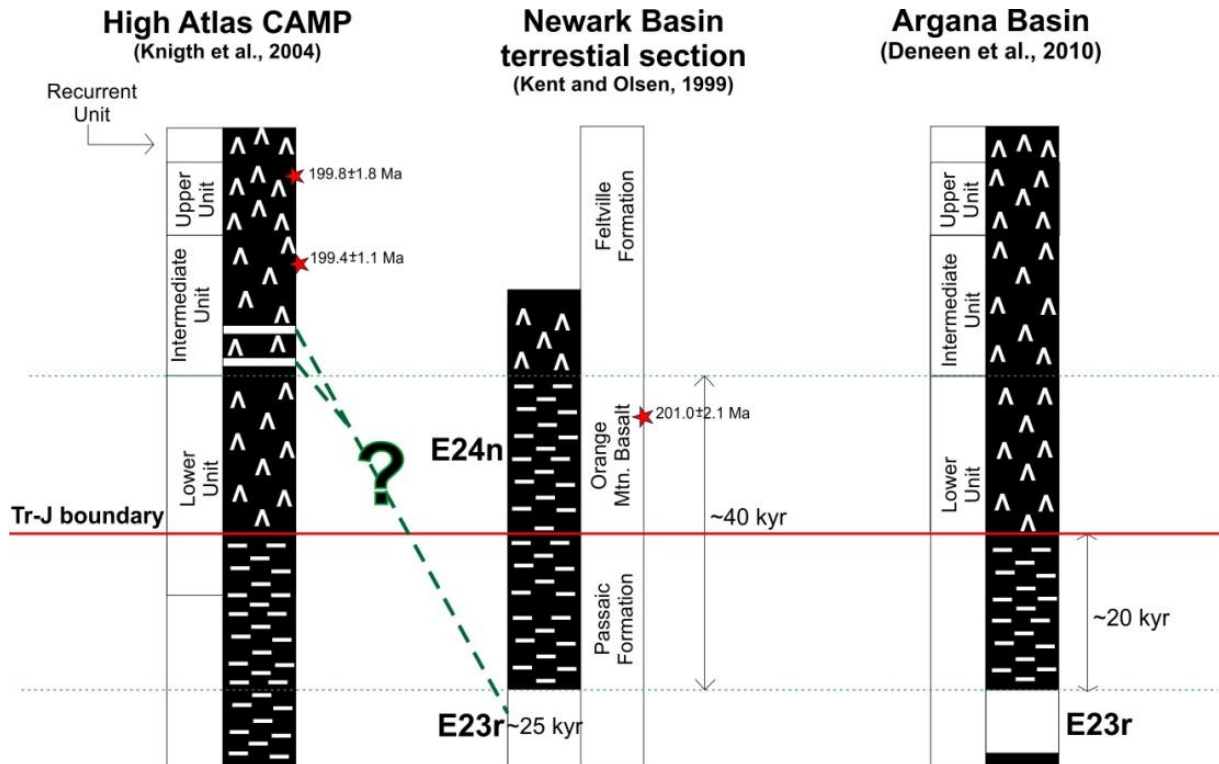 High Atlas CAMP
(Knigth et al., 2004)
Newark Basin
terrestial section
(Kent and Olsen, 1999)
Argana Basin
(Deneen et al., 2010)
Recurrent
Unit
Upper
Unit
Intermediate
Unit
Lower
Unit
199.8±1.8 Ma
199.4±1.1 Ma
Tr-J boundary
?
E24n
E23r
~25 kyr
Feltville
Formation
Orange
Mtn. Basalt
Passaic
Formation
201.0±2.1 Ma
~40 kyr
Upper
Unit
Intermediate
Unit
Lower
Unit
~20 kyr
E23r